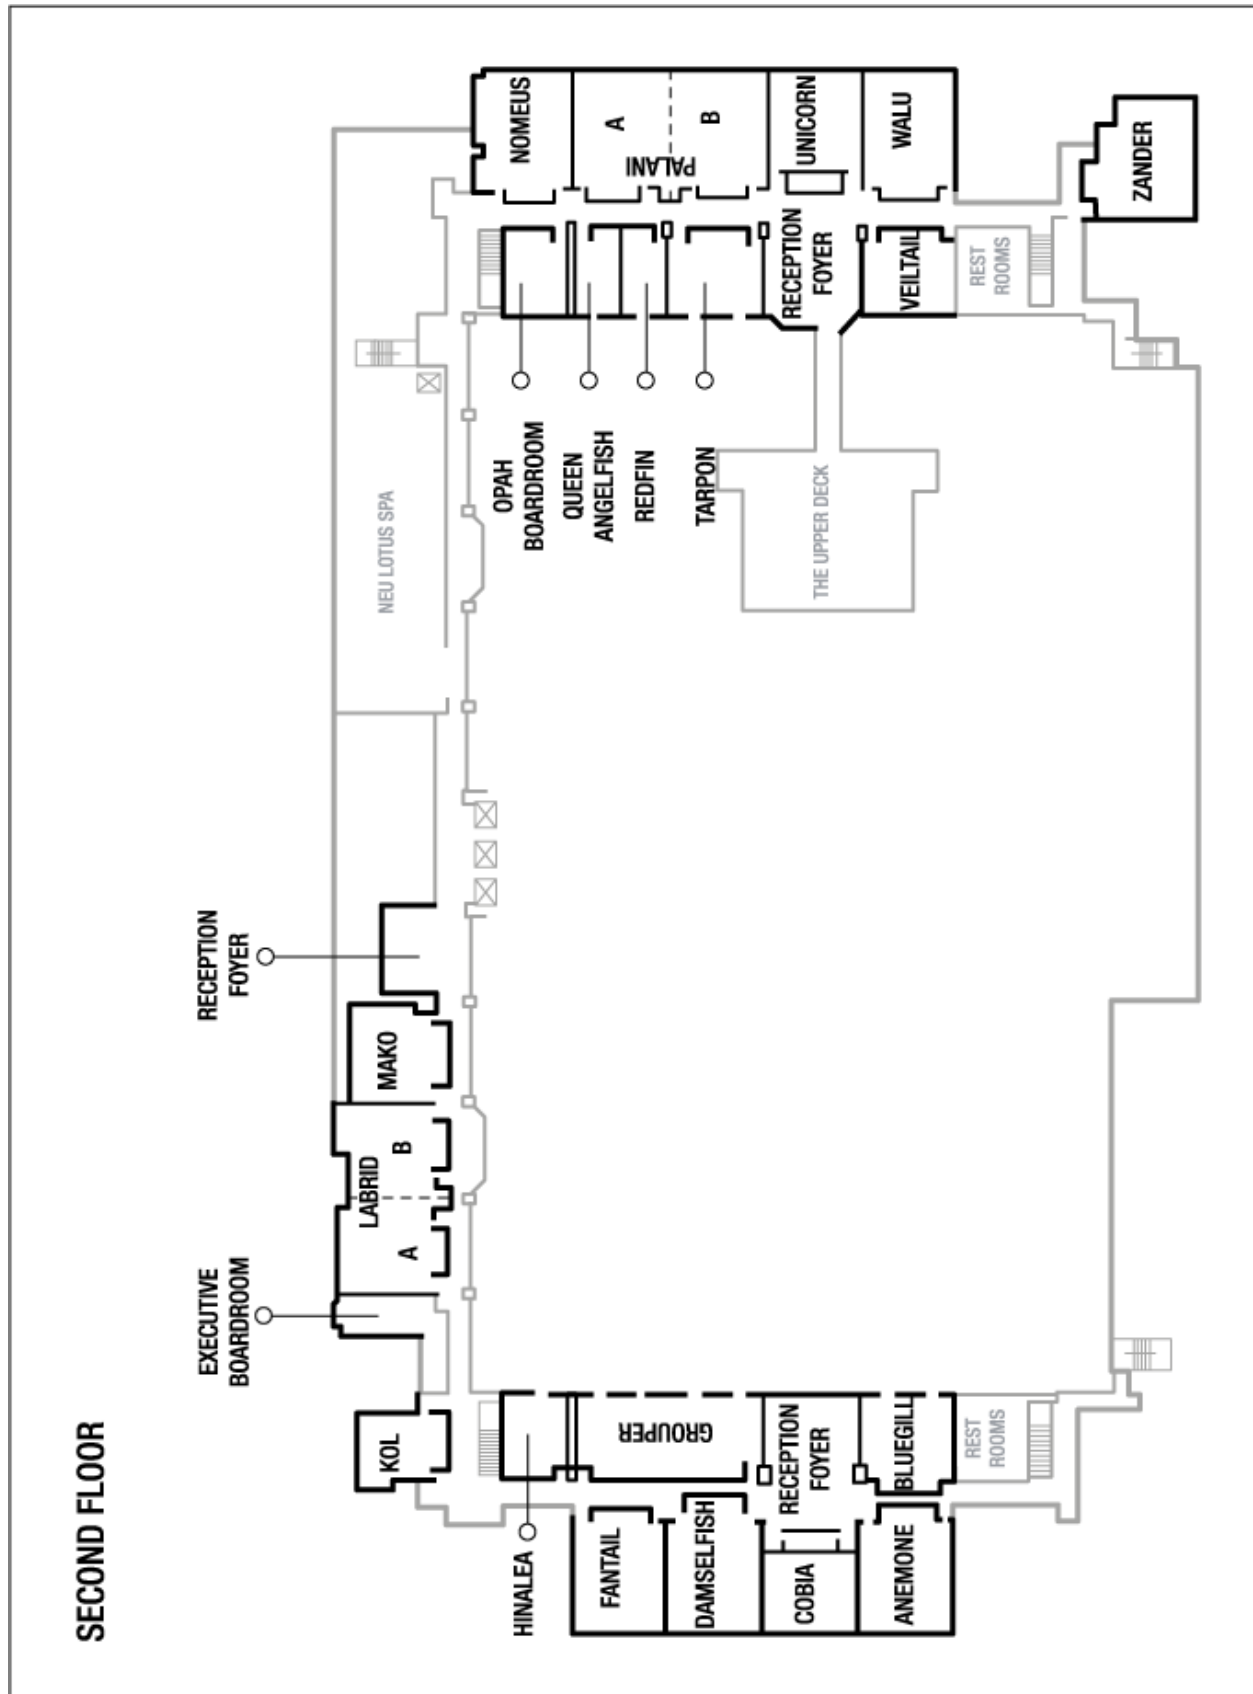 SECOND FLOOR
EXECUTIVE
BOARDROOM
RECEPTION
FOYER
KOL
LABRID
A
B
MAKO
NEU LOTUS SPA
HINALEA
GROUPER
FANTAIL
DAMSELFISH
COBIA
ANEMONE
RECEPTION
FOYER
BLUEGILL
REST
ROOMS
OPAH
BOARDROOM
QUEEN
ANGELFISH
REDFIN
TARPON
THE UPPER DECK
NOMEUS
PALANI
A
B
UNICORN
WALU
RECEPTION
FOYER
VEILTAIL
REST
ROOMS
ZANDER